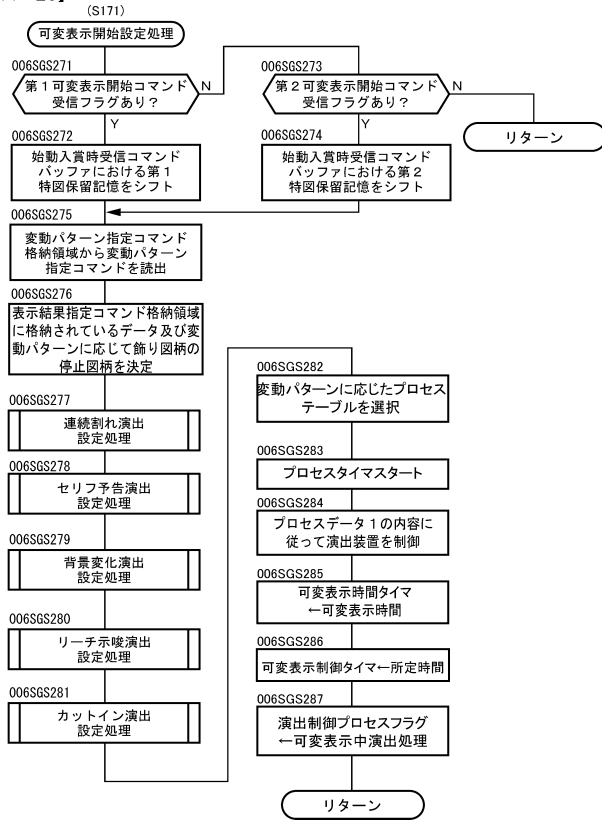 (S171)
可変表示開始設定処理
006SGS271
第１可変表示開始コマンド
受信フラグあり？
N
Y
006SGS273
第２可変表示開始コマンド
受信フラグあり？
N
Y
リターン
006SGS272
始動入賞時受信コマンド
バッファにおける第１
特図保留記憶をシフト
006SGS274
始動入賞時受信コマンド
バッファにおける第２
特図保留記憶をシフト
006SGS275
変動パターン指定コマンド
格納領域から変動パターン
指定コマンドを読出
006SGS276
表示結果指定コマンド格納領域
に格納されているデータ及び変
動パターンに応じて飾り図柄の
停止図柄を決定
006SGS277
連続割れ演出
設定処理
006SGS278
セリフ予告演出
設定処理
006SGS279
背景変化演出
設定処理
006SGS280
リーチ示唆演出
設定処理
006SGS281
カットイン演出
設定処理
006SGS282
変動パターンに応じたプロセス
テーブルを選択
006SGS283
プロセスタイマスタート
006SGS284
プロセスデータ１の内容に
従って演出装置を制御
006SGS285
可変表示時間タイマ
←可変表示時間
006SGS286
可変表示制御タイマ←所定時間
006SGS287
演出制御プロセスフラグ
←可変表示中演出処理
リターン